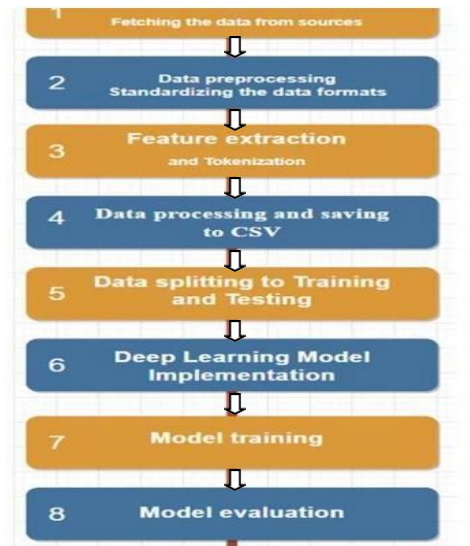 1
Fetching the data from sources
2
Data preprocessing
Standardizing the data formats
3
Feature extraction
and Tokenization
4
Data processing and saving
to CSV
5
Data splitting to Training
and Testing
6
Deep Learning Model
Implementation
7
Model training
8
Model evaluation